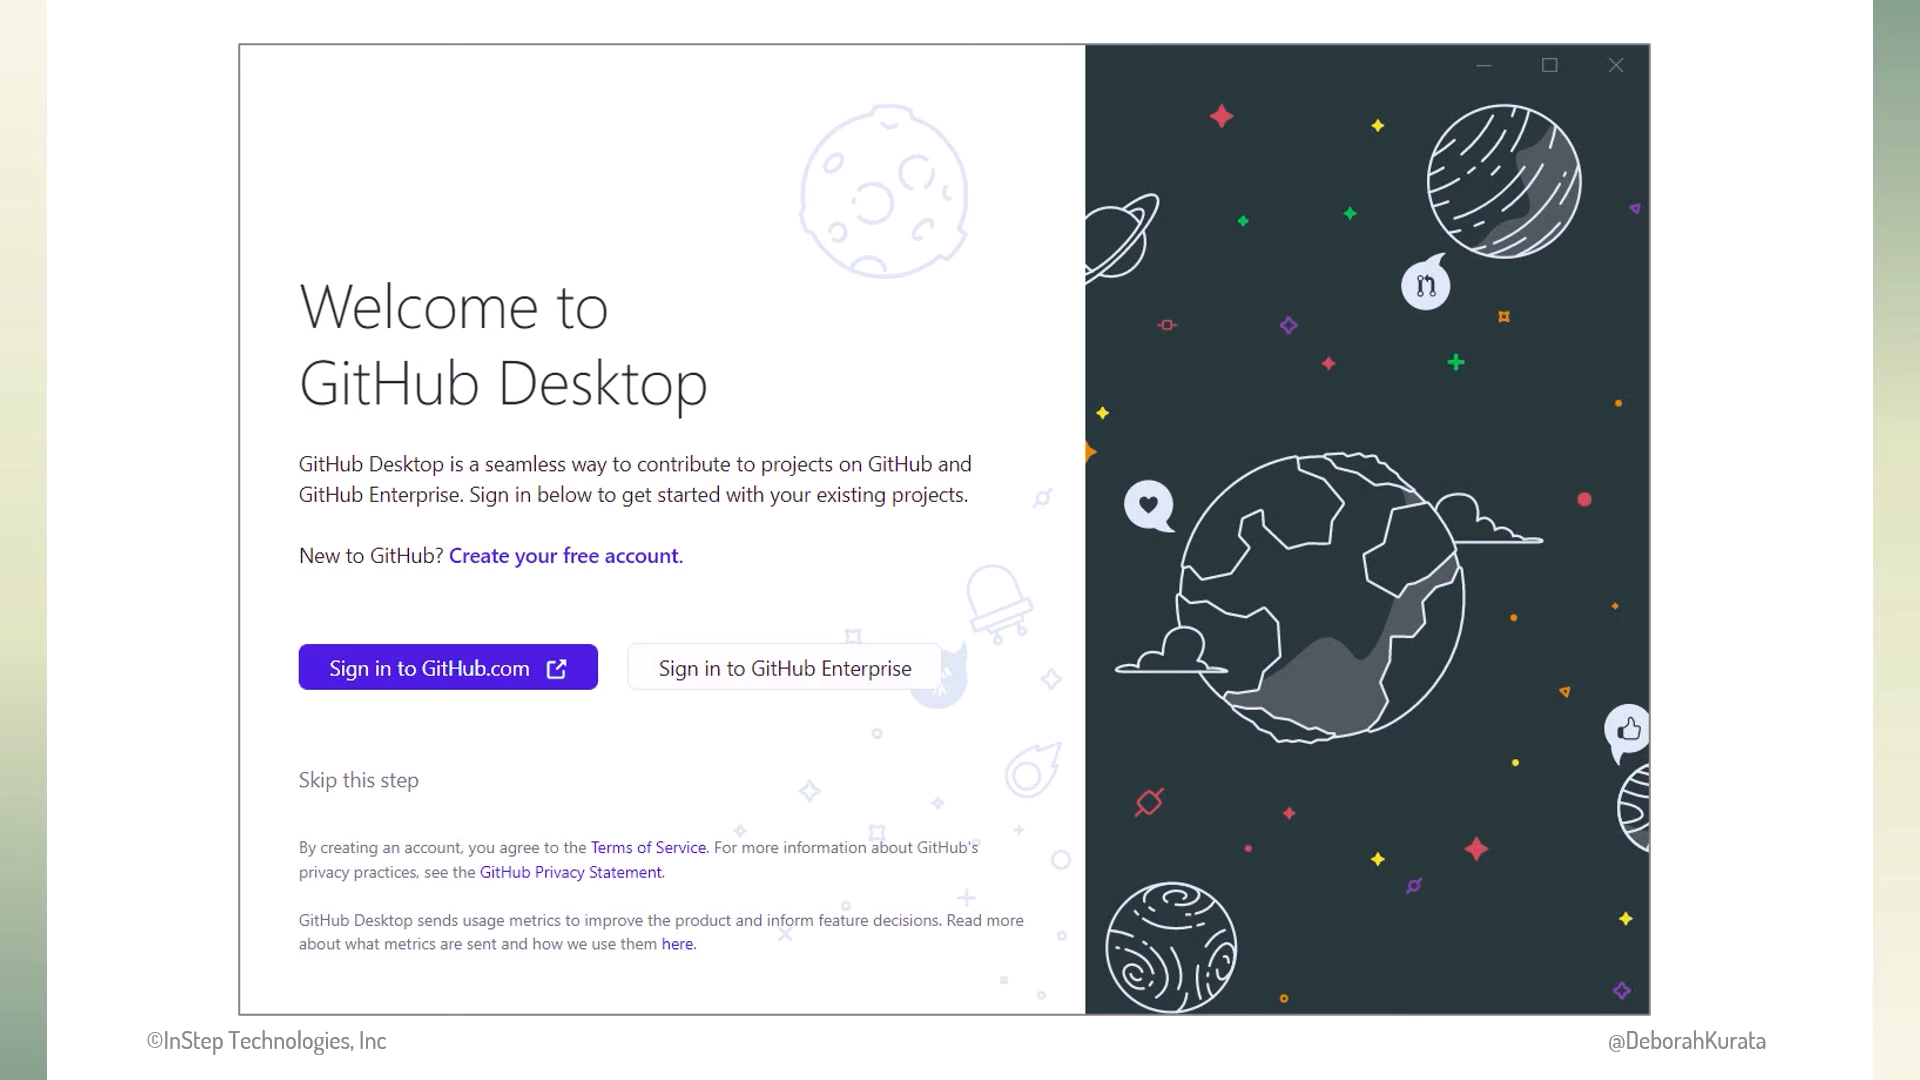 Welcome to
GitHub Desktop
GitHub Desktop is a seamless way to contribute to projects on GitHub and
GitHub Enterprise. Sign in below to get started with your existing projects.
New to GitHub? Create your free account.
Sign in to GitHub.com
Sign in to GitHub Enterprise
Skip this step
By creating an account, you agree to the Terms of Service. For more information about GitHub's
privacy practices, see the GitHub Privacy Statement.
GitHub Desktop sends usage metrics to improve the product and inform feature decisions. Read more
about what metrics are sent and how we use them here.
©InStep Technologies, Inc
@DeborahKurata